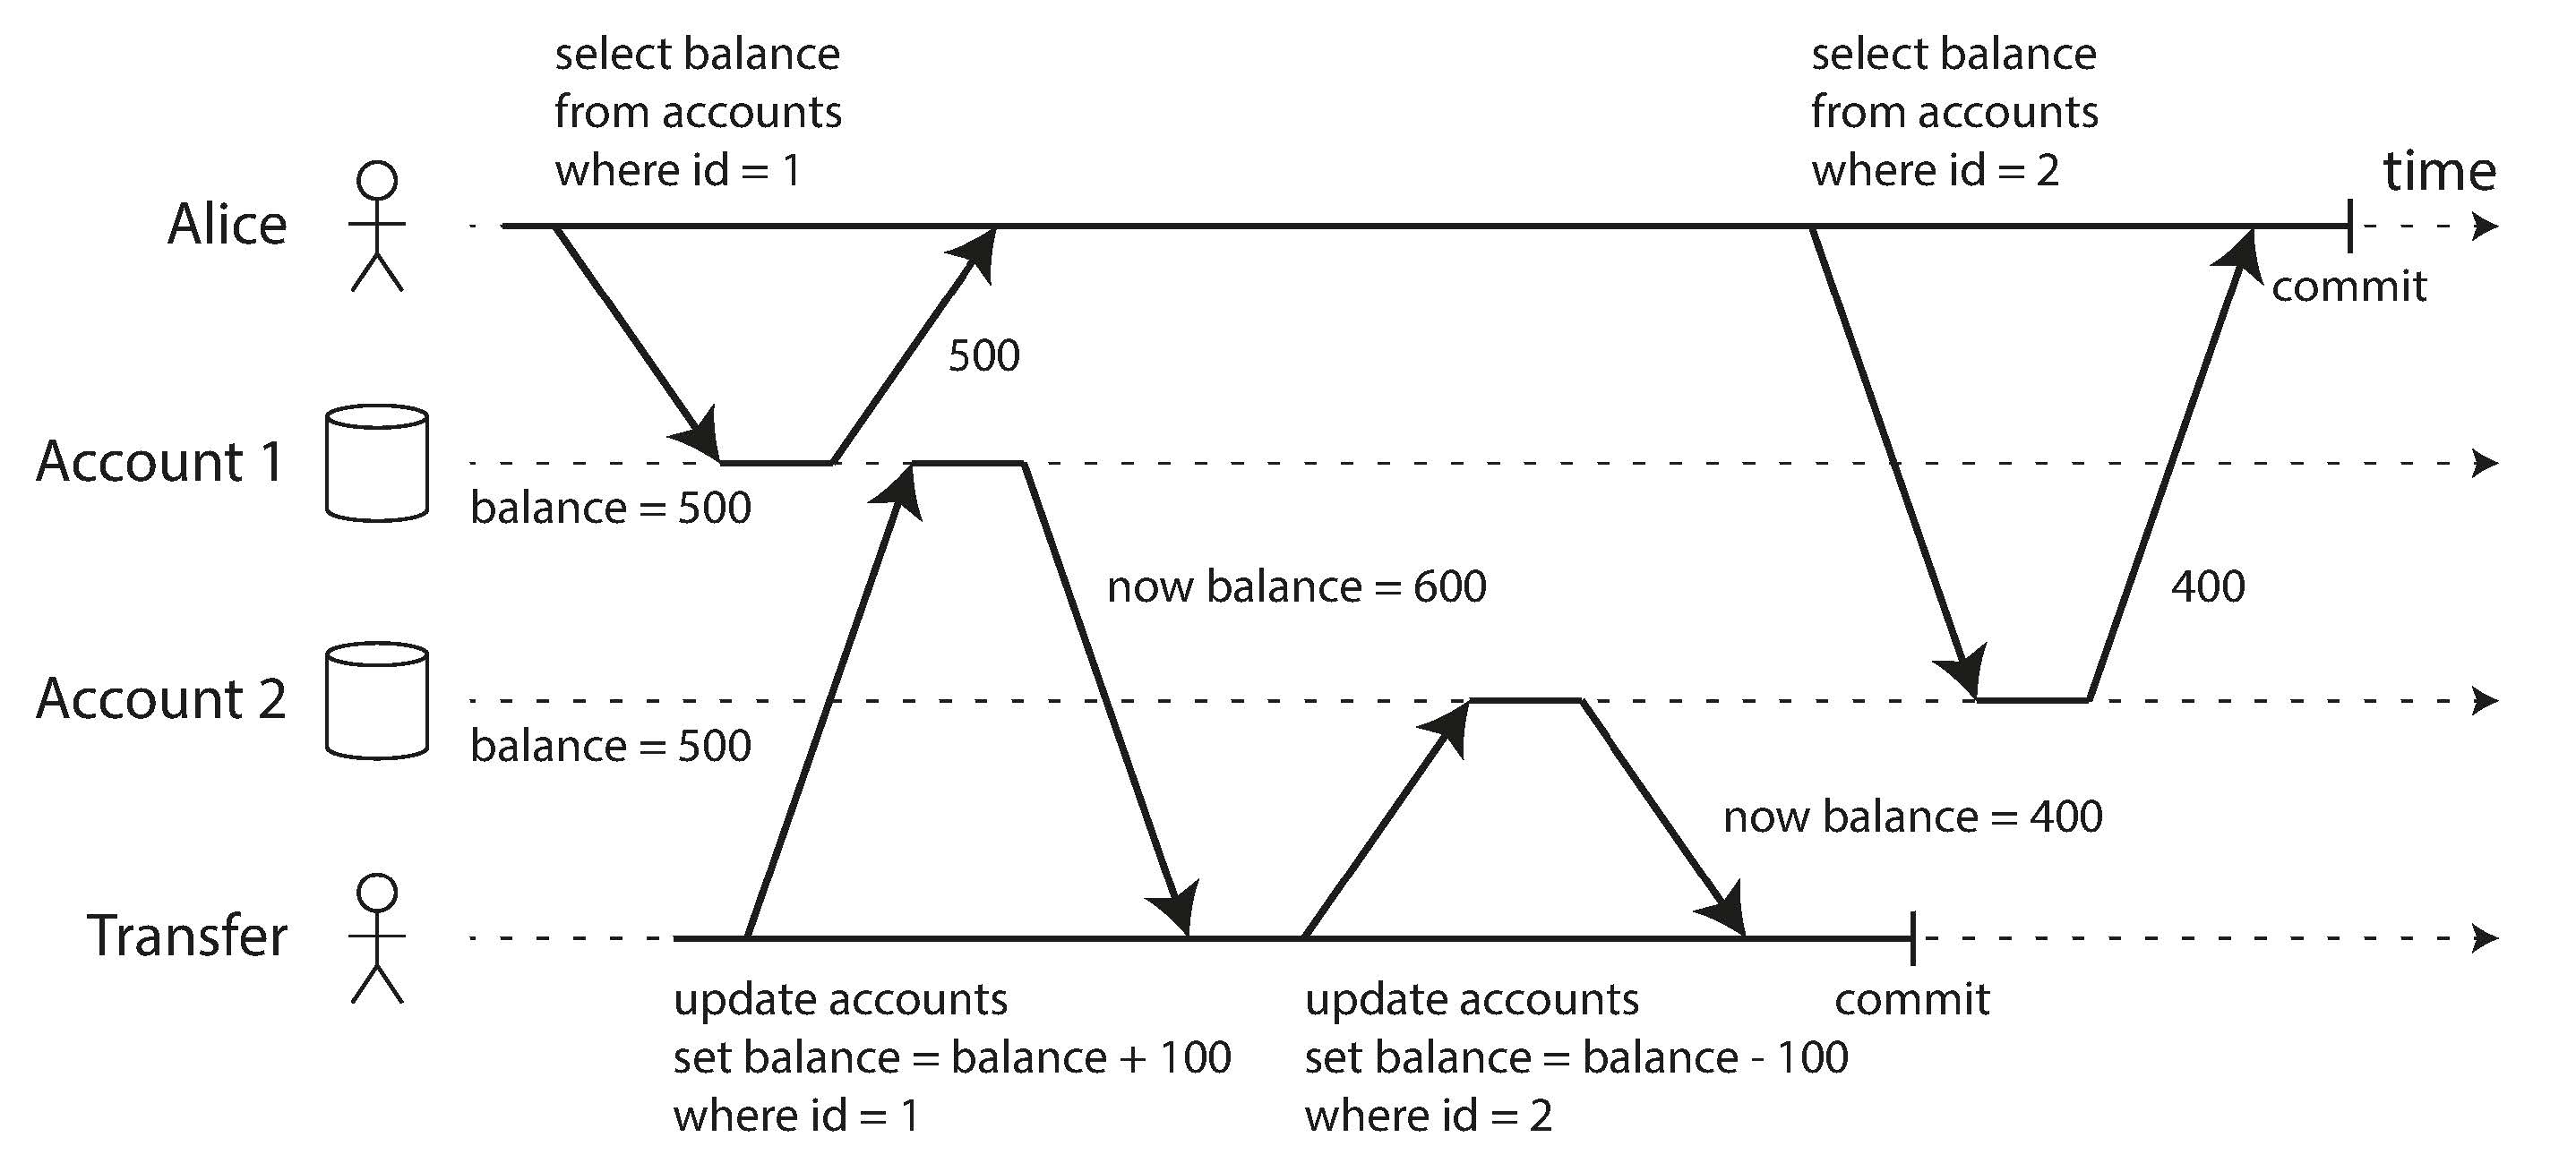 select balance
from accounts
where id = 1
select balance
from accounts
where id = 2
time
Alice
commit
500
Account 1
balance = 500
now balance = 600
400
Account 2
balance = 500
now balance = 400
Transfer
update accounts
set balance = balance + 100
where id = 1
update accounts
set balance = balance - 100
where id = 2
commit